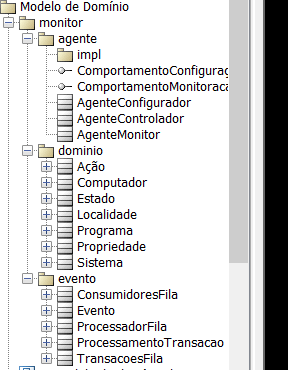 Modelo de Domínio
monitor
agente
impl
ComportamentoConfigurag
ComportamentoMonitoraca
AgenteConfigurador
AgenteControlador
AgenteMonitor
dominio
Ação
Computador
Estado
Localidade
Programa
Propriedade
Sistema
evento
ConsumidoresFila
Evento
ProcessadorFila
ProcessamentoTransacao
TransacoesFila